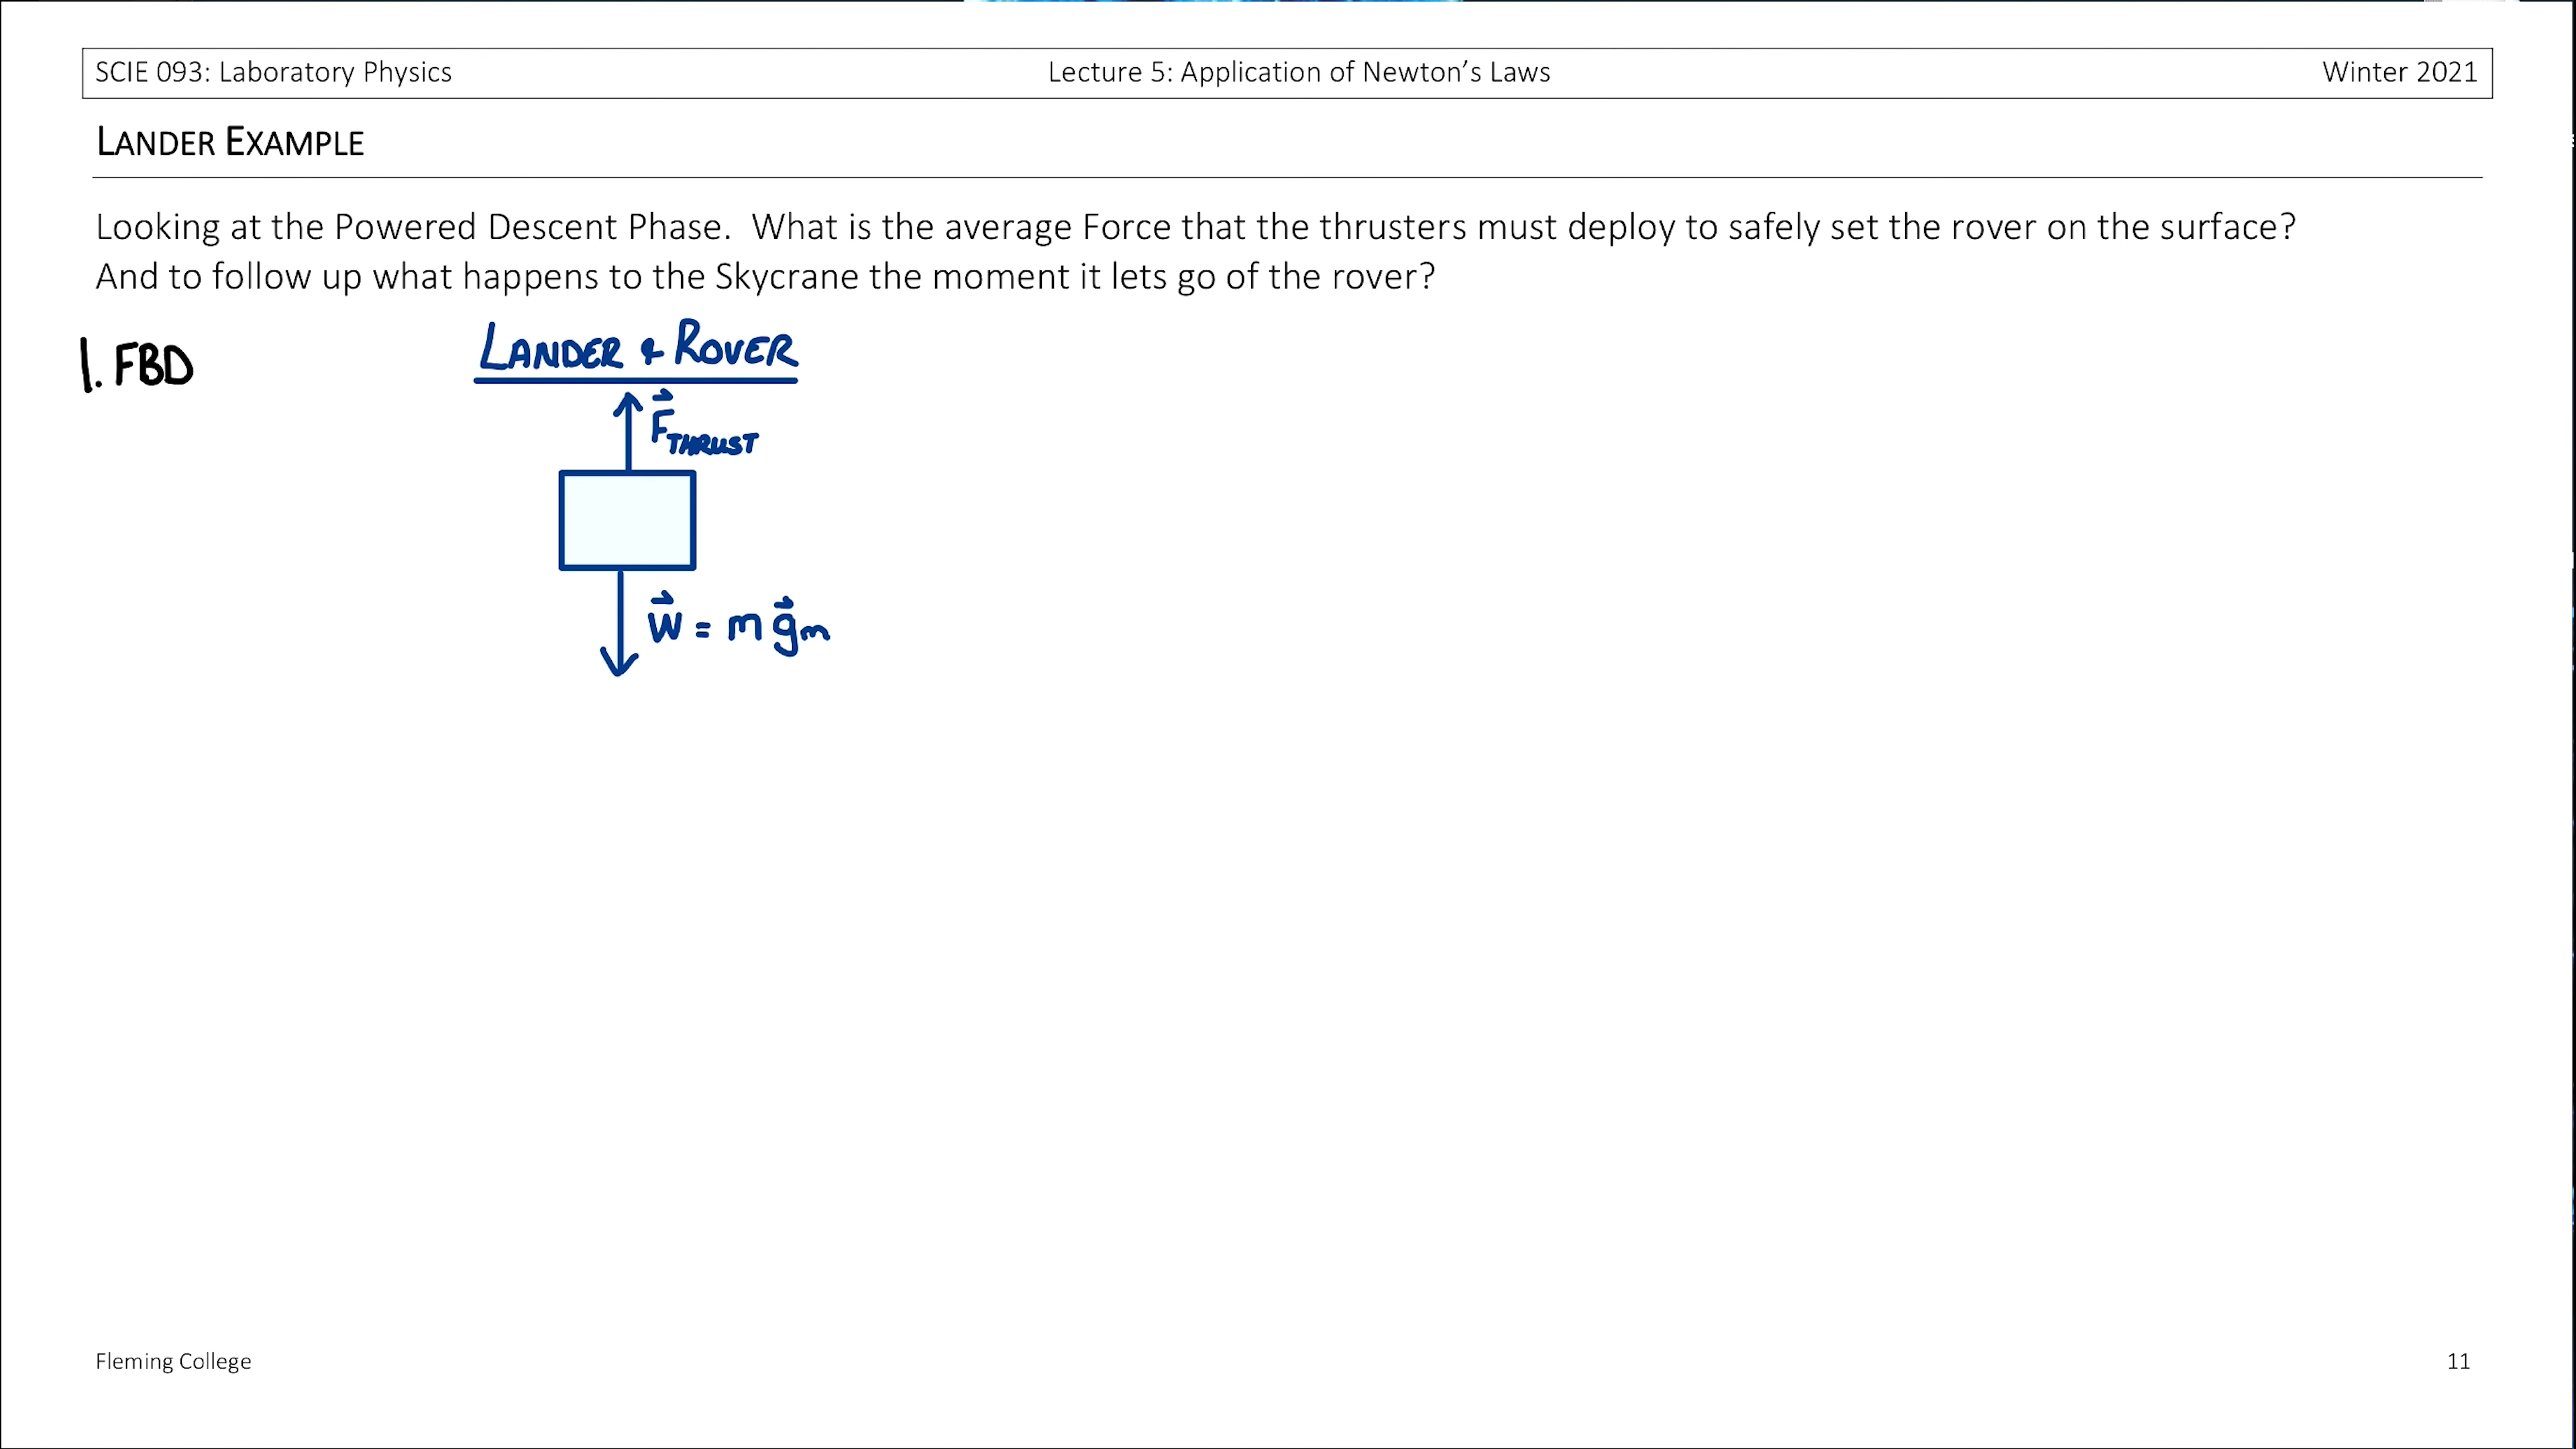 SCIE 093: Laboratory Physics Lecture 5: Application of Newton’s Laws Winter 2021
LANDER EXAMPLE
Looking at the Powered Descent Phase.  What is the average Force that the thrusters must deploy to safely set the rover on the surface?
And to follow up what happens to the Skycrane the moment it lets go of the rover?
1. FBD
LANDER & ROVER
F⃗ THRUST
W⃗ = m g⃗m
Fleming College 11